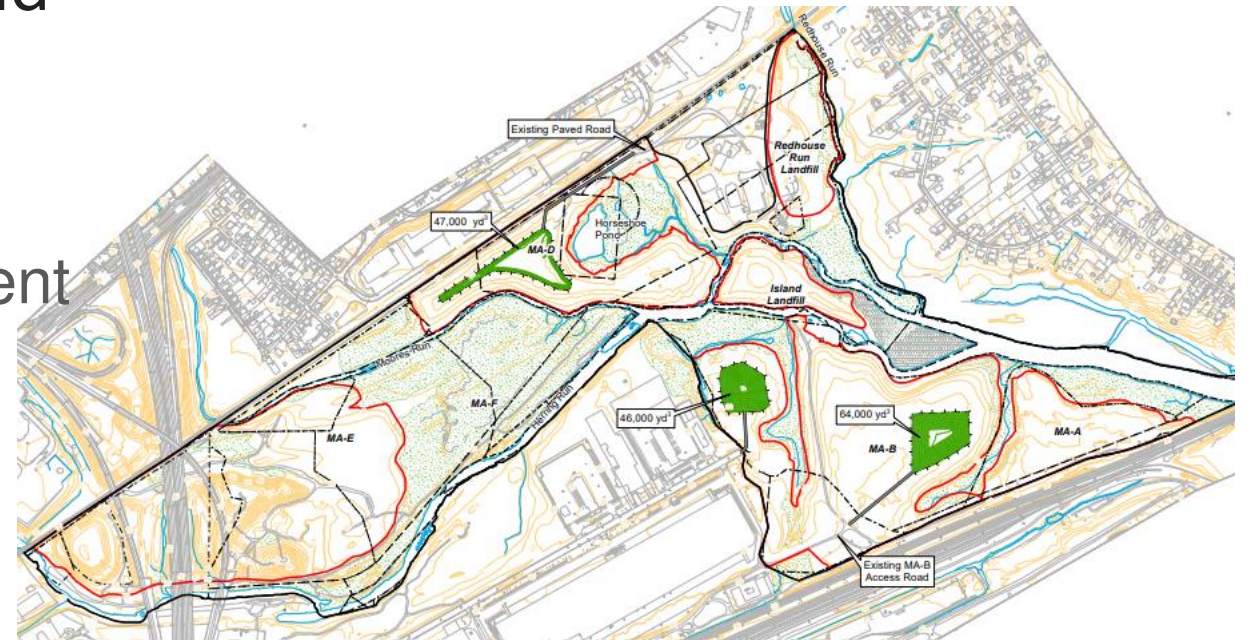 ent
Redhouse Run
Existing Paved Road
Redhouse
Run
Landfill
47,000 yd³
Horseshoe
Pond
MA-D
Island
Landfill
Moores Run
MA-F
Herring Run
46,000 yd³
64,000 yd³
MA-E
MA-B
MA-A
Existing MA-B
Access Road